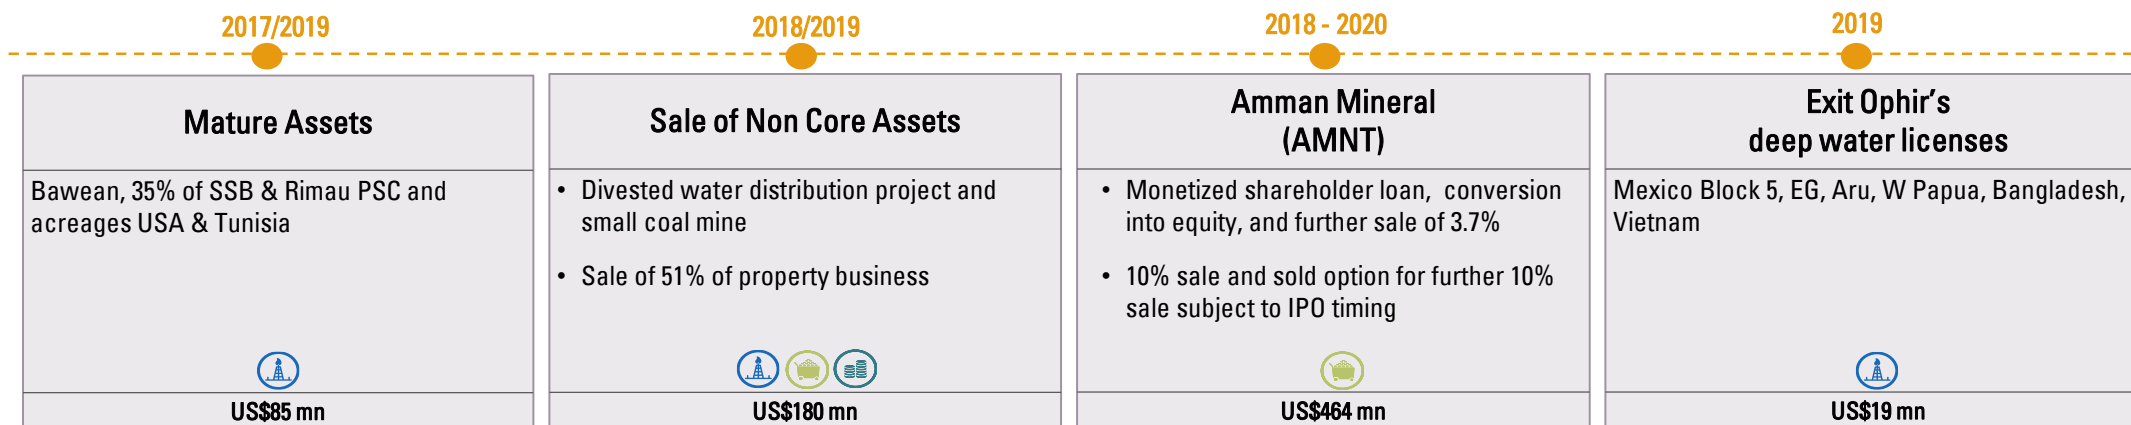 2017/2019
Mature Assets
Bawean, 35% of SSB & Rimau PSC and
acreages USA & Tunisia
US$85 mn
2018/2019
Sale of Non Core Assets
• Divested water distribution project and
small coal mine
• Sale of 51% of property business
US$180 mn
2018 - 2020
Amman Mineral
(AMNT)
• Monetized shareholder loan, conversion
into equity, and further sale of 3.7%
• 10% sale and sold option for further 10%
sale subject to IPO timing
US$464 mn
2019
Exit Ophir's
deep water licenses
Mexico Block 5, EG, Aru, W Papua, Bangladesh,
Vietnam
US$19 mn